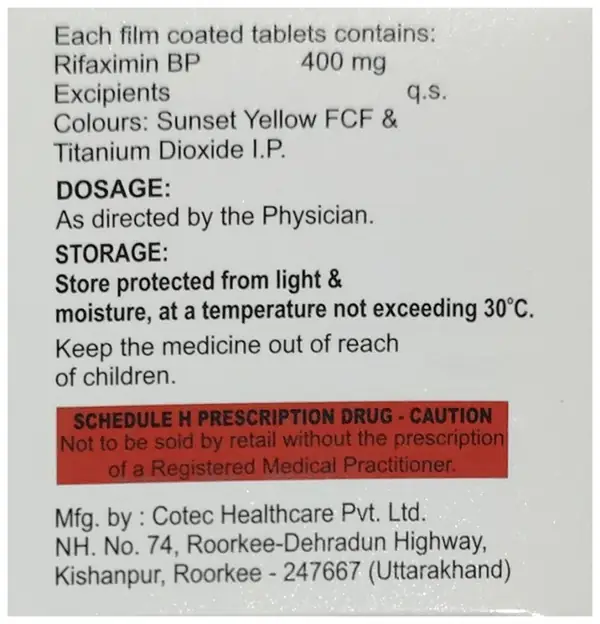 Each film coated tablets contains:
Rifaximin BP 400 mg
Excipients q.s.
Colours: Sunset Yellow FCF &
Titanium Dioxide I.P.
DOSAGE:
As directed by the Physician.
STORAGE:
Store protected from light &
moisture, at a temperature not exceeding 30°C.
Keep the medicine out of reach
of children.
SCHEDULE H PRESCRIPTION DRUG - CAUTION
Not to be sold by retail without the prescription
of a Registered Medical Practitioner.
Mfg. by : Cotec Healthcare Pvt. Ltd.
NH. No. 74, Roorkee-Dehradun Highway,
Kishanpur, Roorkee - 247667 (Uttarakhand)